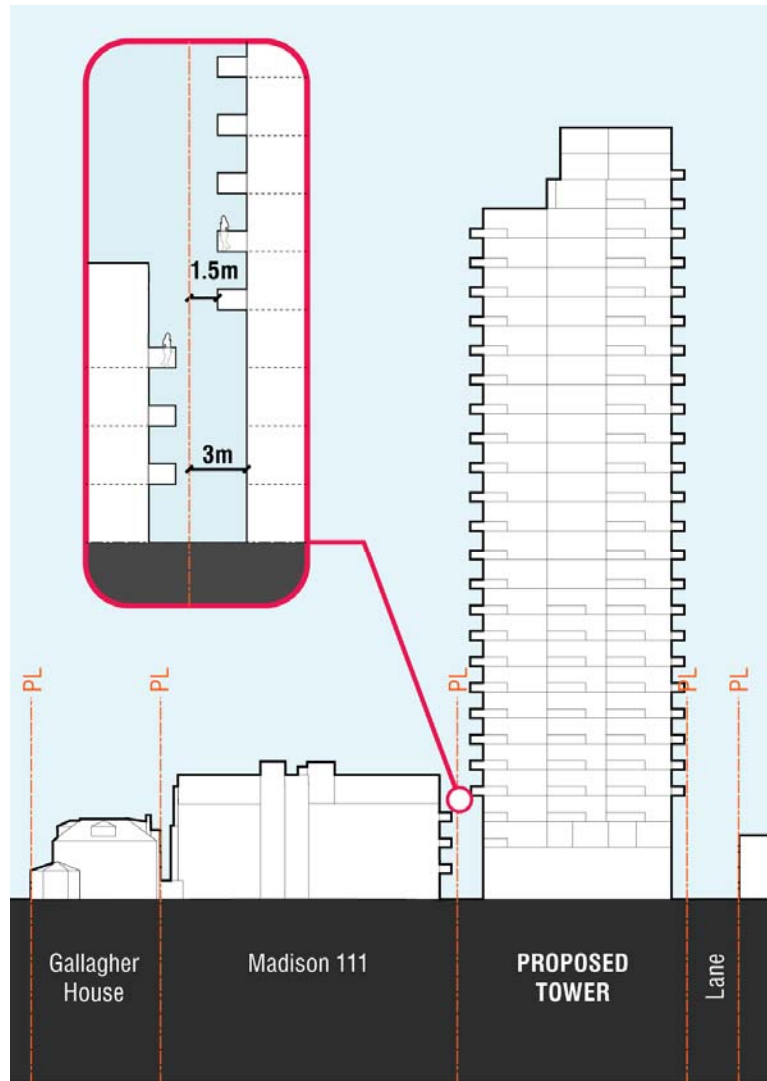 1.5m
3m
PL
PL
PL
PL
PL
Gallagher
House
Madison 111
PROPOSED
TOWER
Lane